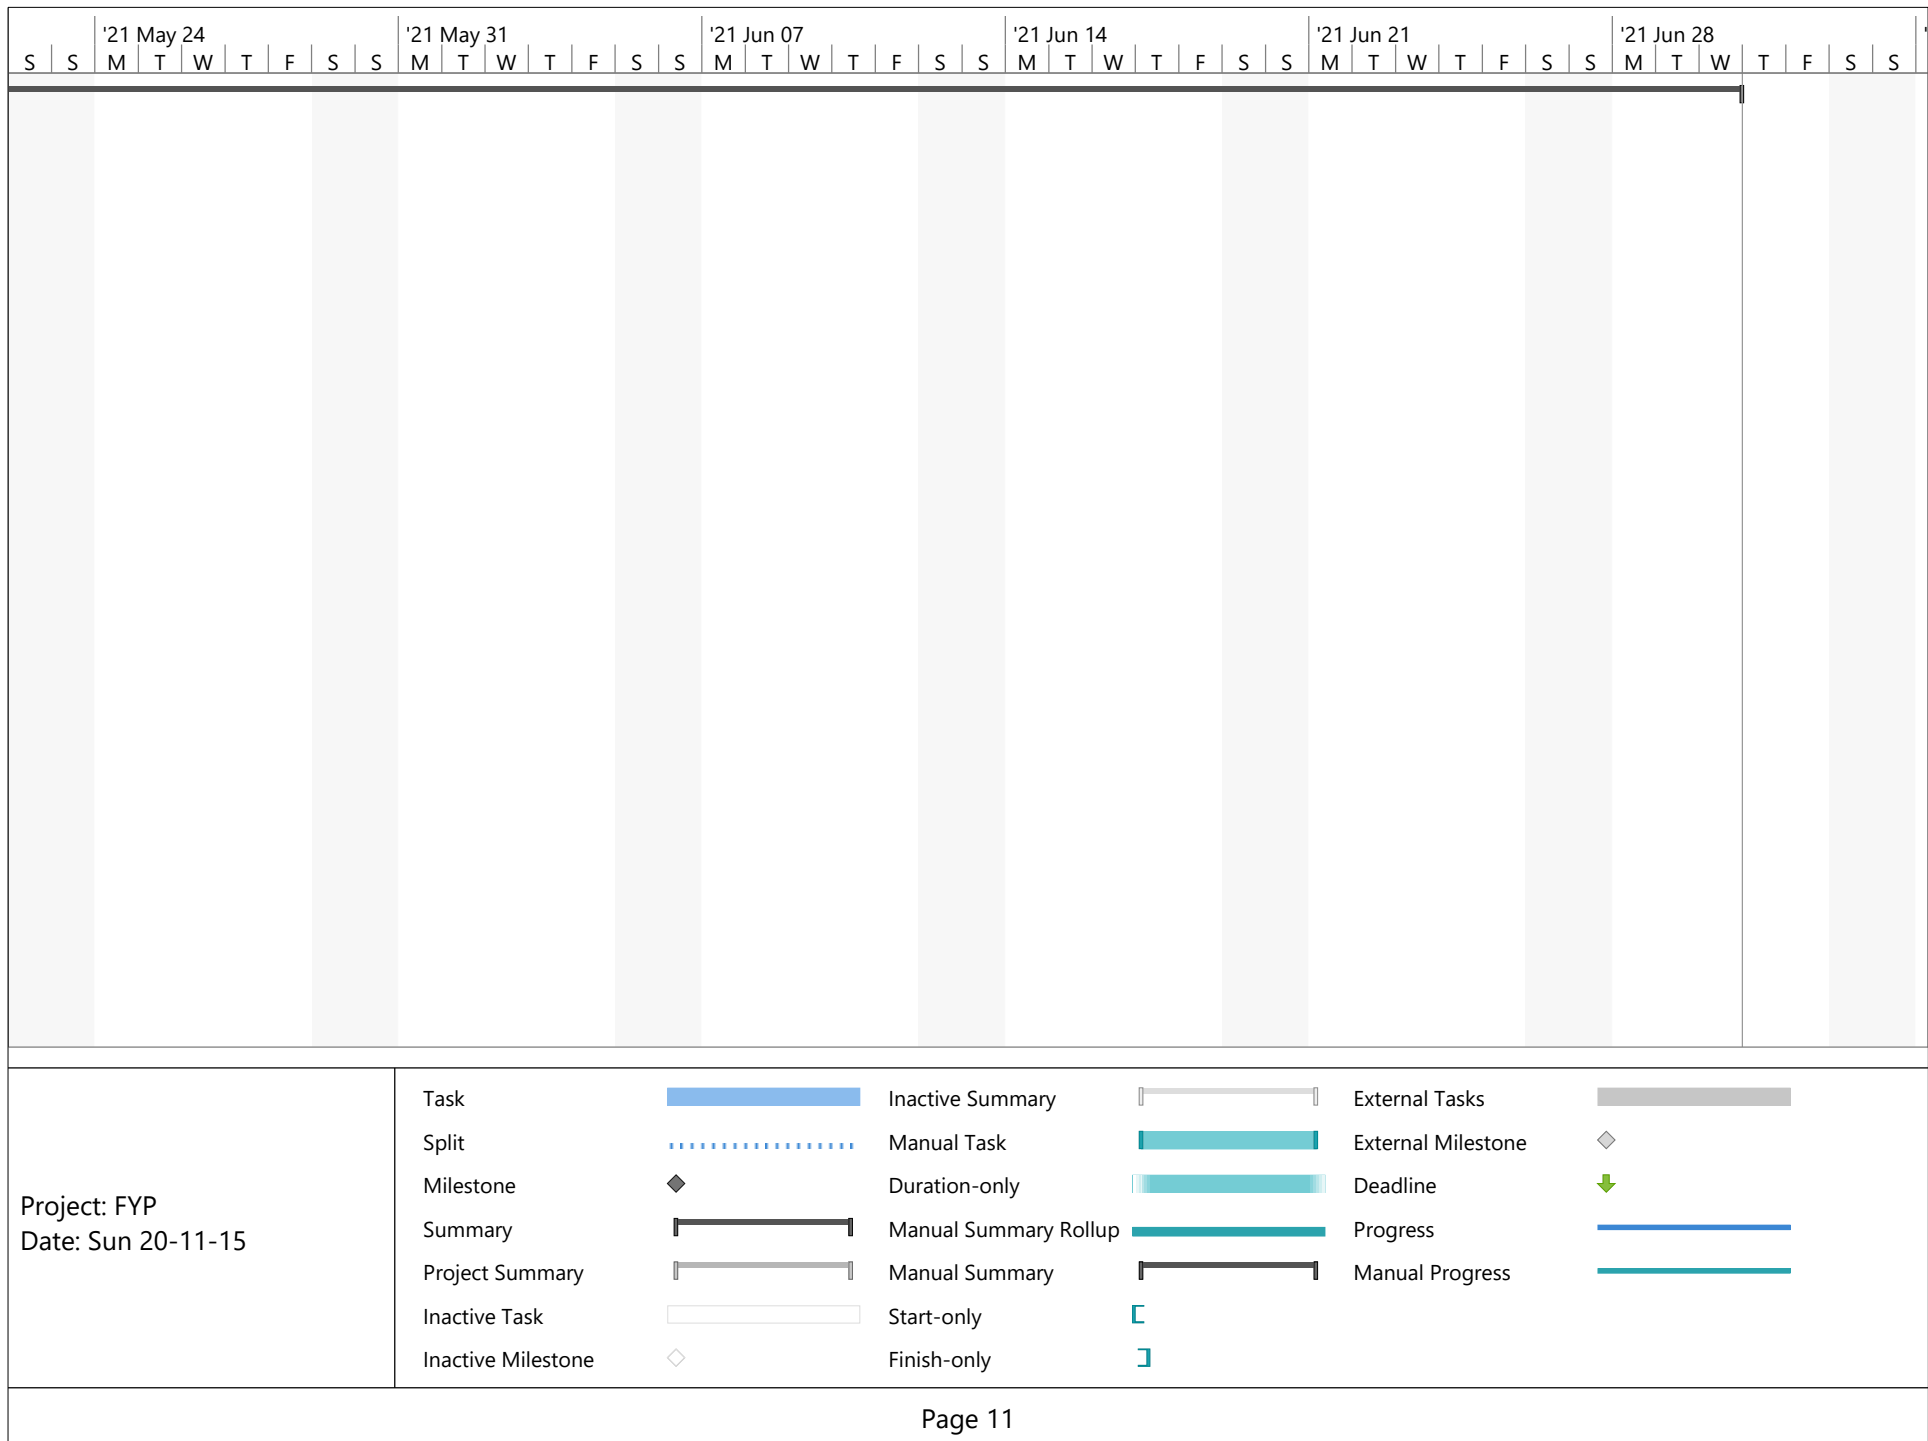 '21 May 24 '21 May 31 '21 Jun 07 '21 Jun 14 '21 Jun 21 '21 Jun 28 '
S S M T W T F S S M T W T F S S M T W T F S S M T W T F S S M T W T F S S M T W T F S S
Task Inactive Summary External Tasks
Split Manual Task External Milestone
Milestone Duration-only Deadline
Summary Manual Summary Rollup Progress
Project Summary Manual Summary Manual Progress
Inactive Task Start-only
Inactive Milestone Finish-only
Project: FYP
Date: Sun 20-11-15
Page 11